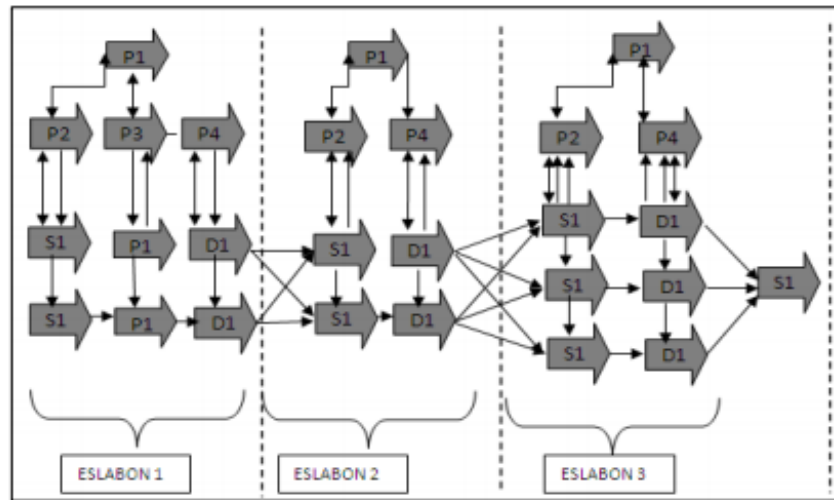 P1
P2 P3 P4
S1 P1 D1
S1 P1 D1
ESLABON 1
P1
P2 P4
S1 D1
S1 D1
ESLABON 2
P1
P2 P4
S1 D1
S1 D1
S1 D1
S1
ESLABON 3